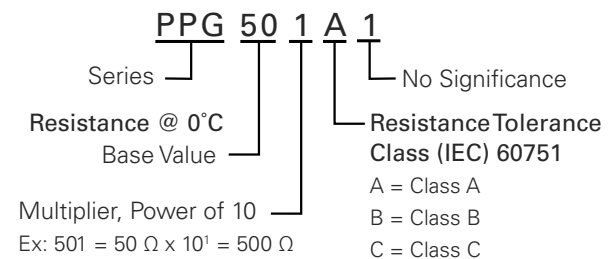 PPG 50 1 A 1
Series
No Significance
Resistance @ 0˚C
Base Value
Resistance Tolerance
Class (IEC) 60751
A = Class A
B = Class B
C = Class C
Multiplier, Power of 10
Ex: 501 = 50 Ω x 10¹ = 500 Ω